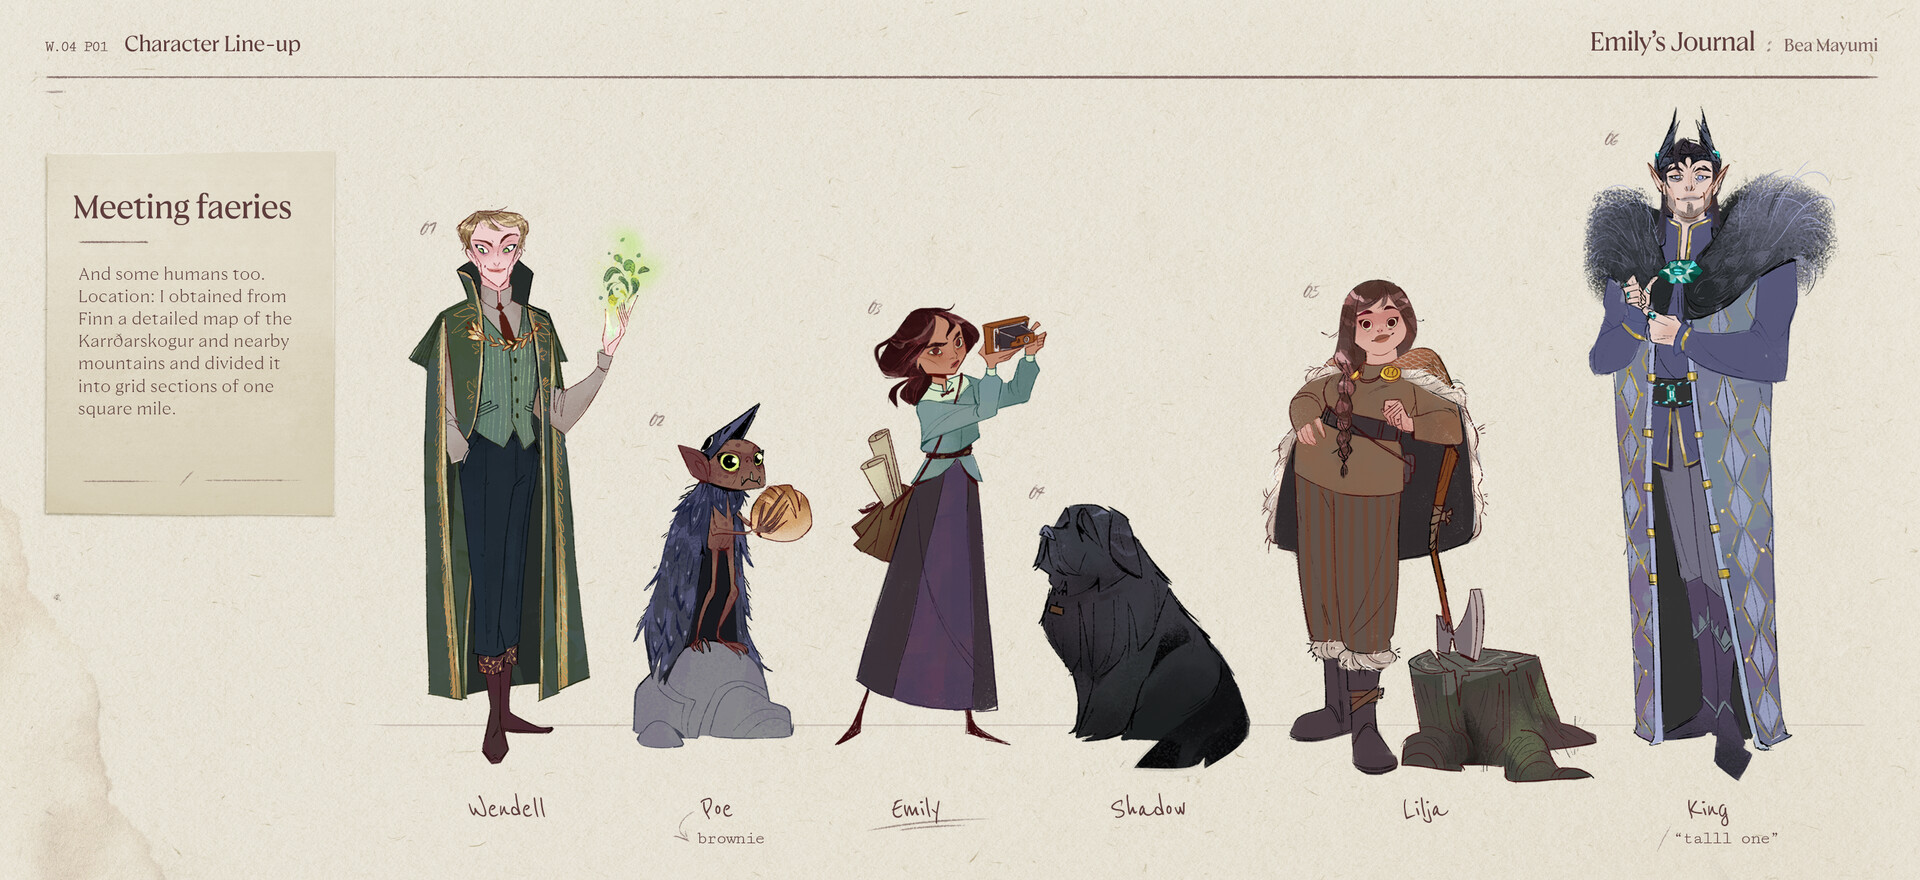 W.04 P01 Character Line-up
Emily's Journal : Bea Mayumi
Meeting faeries
And some humans too.
Location: I obtained from
Finn a detailed map of the
Karrðarskogur and nearby
mountains and divided it
into grid sections of one
square mile.
01
02
03
04
05
06
Wendell
Poe
brownie
Emily
Shadow
Lilja
King
"talll one"